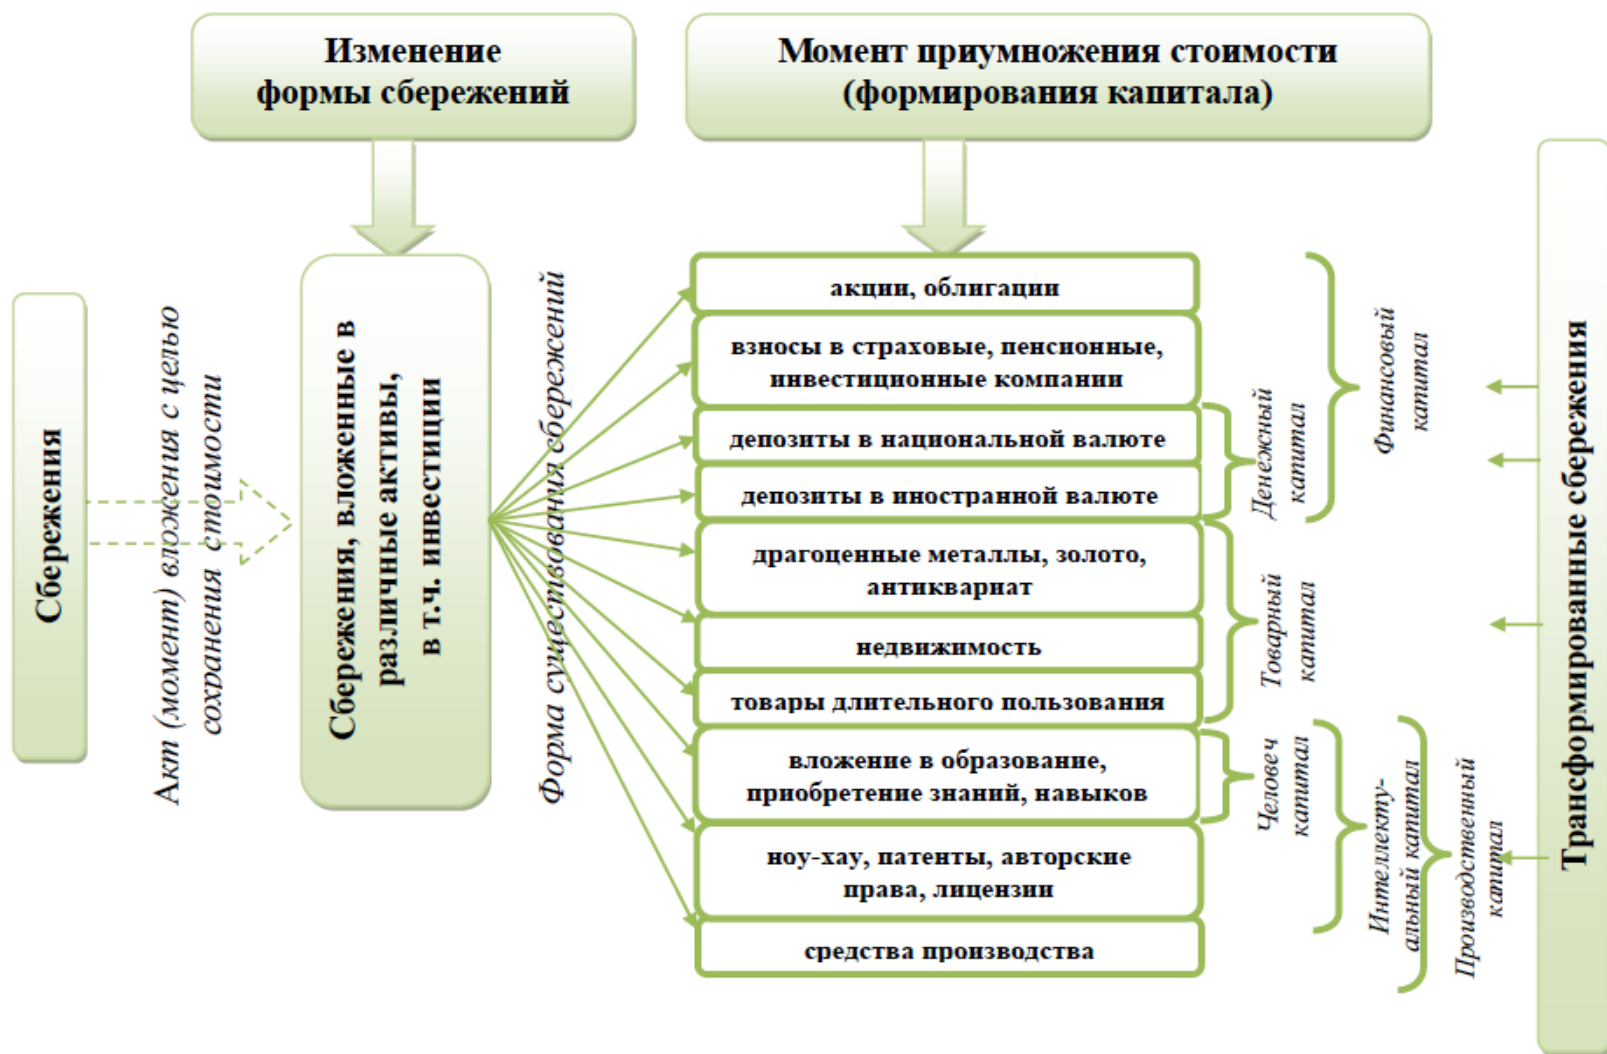 Изменение
формы сбережений
Момент приумножения стоимости
(формирования капитала)
Сбережения
Акт (момент) вложения с целью
сохранения стоимости
Сбережения, вложенные в
различные активы,
в т.ч. инвестиции
Форма существования сбережений
акции, облигации
взносы в страховые, пенсионные,
инвестиционные компании
депозиты в национальной валюте
депозиты в иностранной валюте
драгоценные металлы, золото,
антиквариат
недвижимость
товары длительного пользования
вложение в образование,
приобретение знаний, навыков
ноу-хау, патенты, авторские
права, лицензии
средства производства
Денежный
капитал
Финансовый
капитал
Товарный
капитал
Человеч
капитал
Интеллекту-
альный капитал
Производственный
капитал
Трансформированные сбережения